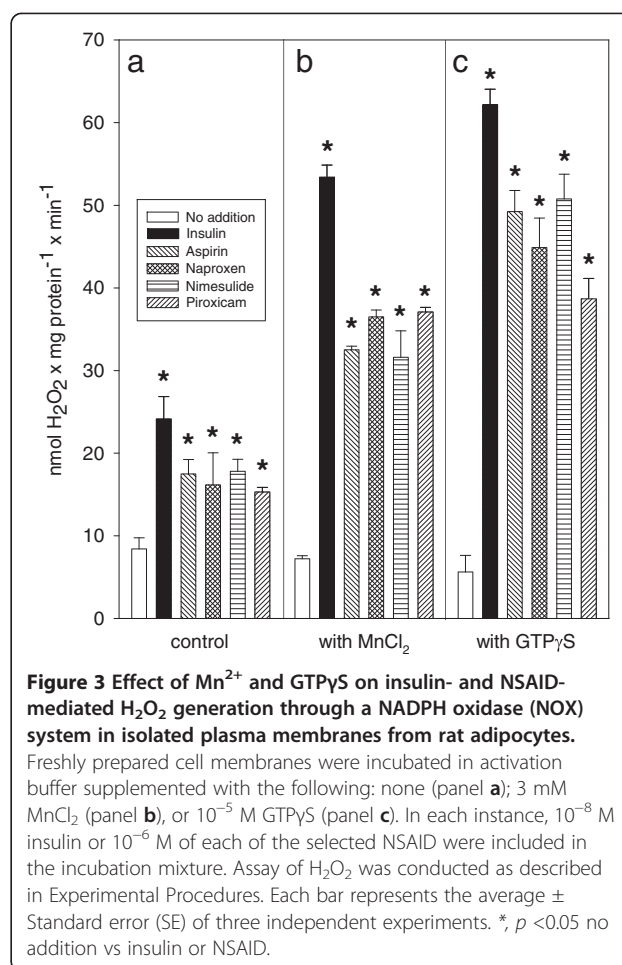 70
60
50
40
30
20
10
0
nmol H₂O₂ x mg protein⁻¹ x min⁻¹
a
b
c
No addition
Insulin
Aspirin
Naproxen
Nimesulide
Piroxicam
* * * * *
* * * * *
* * * * *
control
with MnCl₂
with GTPγS
Figure 3 Effect of Mn²⁺ and GTPγS on insulin- and NSAID-
mediated H₂O₂ generation through a NADPH oxidase (NOX)
system in isolated plasma membranes from rat adipocytes.
Freshly prepared cell membranes were incubated in activation
buffer supplemented with the following: none (panel a); 3 mM
MnCl₂ (panel b), or 10⁻⁵ M GTPγS (panel c). In each instance, 10⁻⁸ M
insulin or 10⁻⁶ M of each of the selected NSAID were included in
the incubation mixture. Assay of H₂O₂ was conducted as described
in Experimental Procedures. Each bar represents the average ±
Standard error (SE) of three independent experiments. *, p <0.05 no
addition vs insulin or NSAID.